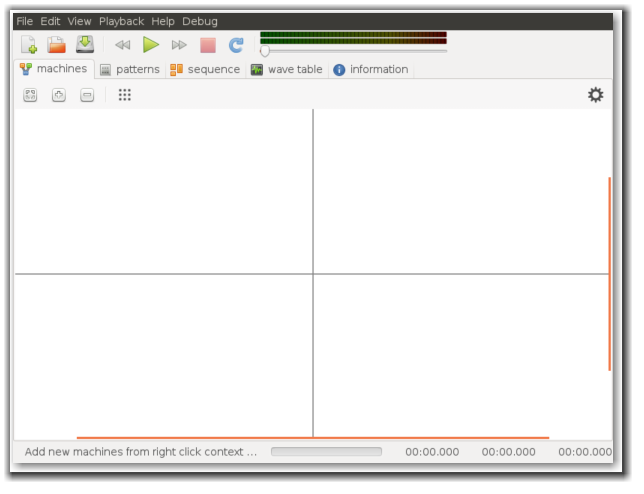 File Edit View Playback Help Debug
machines patterns sequence wave table information
Add new machines from right click context ... 00:00.000 00:00.000 00:00.000